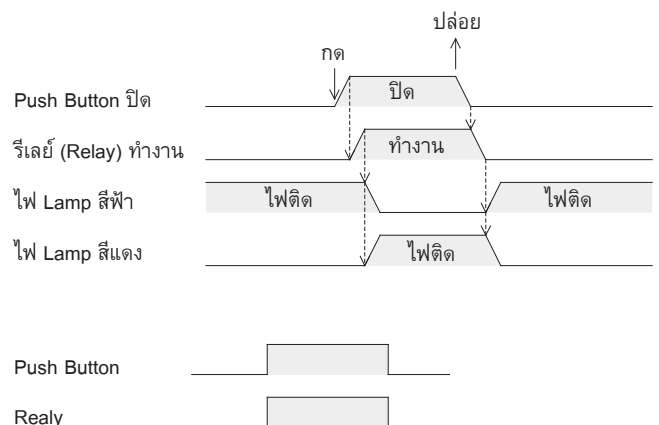 ปล่อย
กด
Push Button ปิด
ปิด
รีเลย์ (Relay) ทำงาน
ทำงาน
ไฟ Lamp สีฟ้า
ไฟติด
ไฟติด
ไฟ Lamp สีแดง
ไฟติด
Push Button
Realy